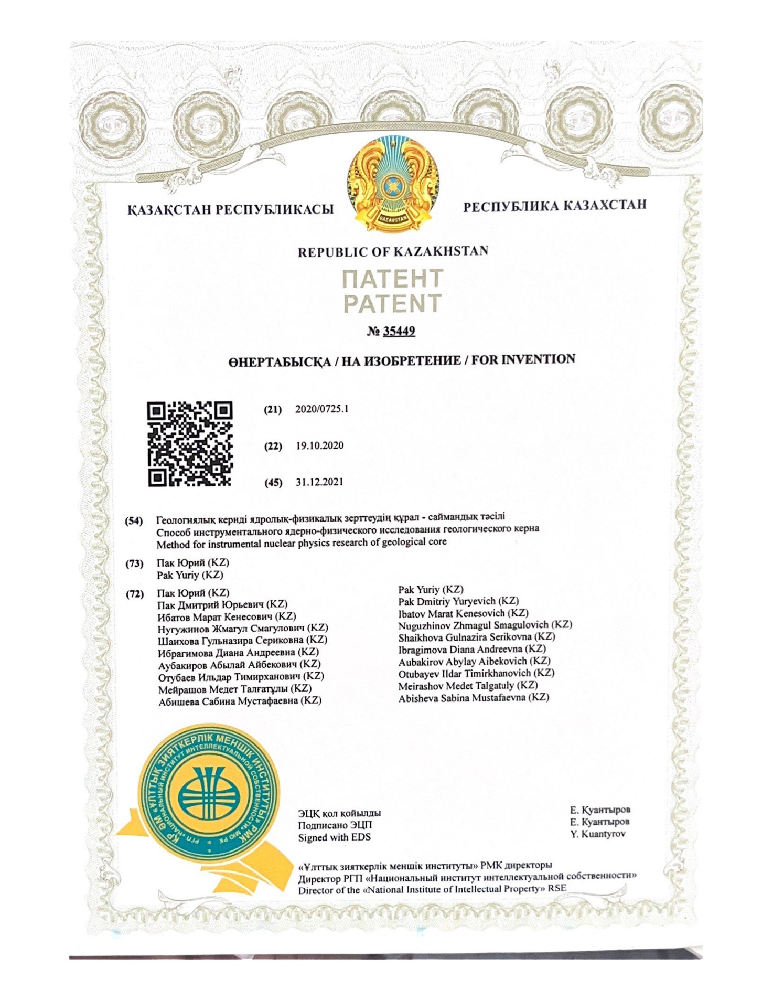 ҚАЗАҚСТАН РЕСПУБЛИКАСЫ
РЕСПУБЛИКА КАЗАХСТАН
QAZAQSTAN
REPUBLIC OF KAZAKHSTAN
ПАТЕНТ
PATENT
№ 35449
ӨНЕРТАБЫСҚА / НА ИЗОБРЕТЕНИЕ / FOR INVENTION
(21) 2020/0725.1
(22) 19.10.2020
(45) 31.12.2021
(54) Геологиялық кернді ядролық-физикалық зерттеудің құрал - саймандық тәсілі
Способ инструментального ядерно-физического исследования геологического керна
Method for instrumental nuclear physics research of geological core
(73) Пак Юрий (KZ)
Pak Yuriy (KZ)
(72) Пак Юрий (KZ)
Пак Дмитрий Юрьевич (KZ)
Ибатов Марат Кенесович (KZ)
Нугужинов Жмагул Смагулович (KZ)
Шаихова Гульназира Сериковна (KZ)
Ибрагимова Диана Андреевна (KZ)
Аубакиров Абылай Айбекович (KZ)
Отубаев Ильдар Тимирханович (KZ)
Мейрашов Медет Талғатұлы (KZ)
Абишева Сабина Мустафаевна (KZ)
Pak Yuriy (KZ)
Pak Dmitriy Yuryevich (KZ)
Ibatov Marat Kenesovich (KZ)
Nuguzhinov Zhmagul Smagulovich (KZ)
Shaikhova Gulnazira Serikovna (KZ)
Ibragimova Diana Andreevna (KZ)
Aubakirov Abylay Aibekovich (KZ)
Otubayev Ildar Timirkhanovich (KZ)
Meirashov Medet Talgatuly (KZ)
Abisheva Sabina Mustafaevna (KZ)
ҚР ӘМ «ҰЛТТЫҚ ЗИЯТКЕРЛІК МЕНШІК ИНСТИТУТЫ» РМК
РГП «НАЦИОНАЛЬНЫЙ ИНСТИТУТ ИНТЕЛЛЕКТУАЛЬНОЙ СОБСТВЕННОСТИ» МЮ РК
ЭЦҚ қол қойылды
Подписано ЭЦП
Signed with EDS
Е. Қуантыров
Е. Куантыров
Y. Kuantyrov
«Ұлттық зияткерлік меншік институты» РМК директоры
Директор РГП «Национальный институт интеллектуальной собственности»
Director of the «National Institute of Intellectual Property» RSE